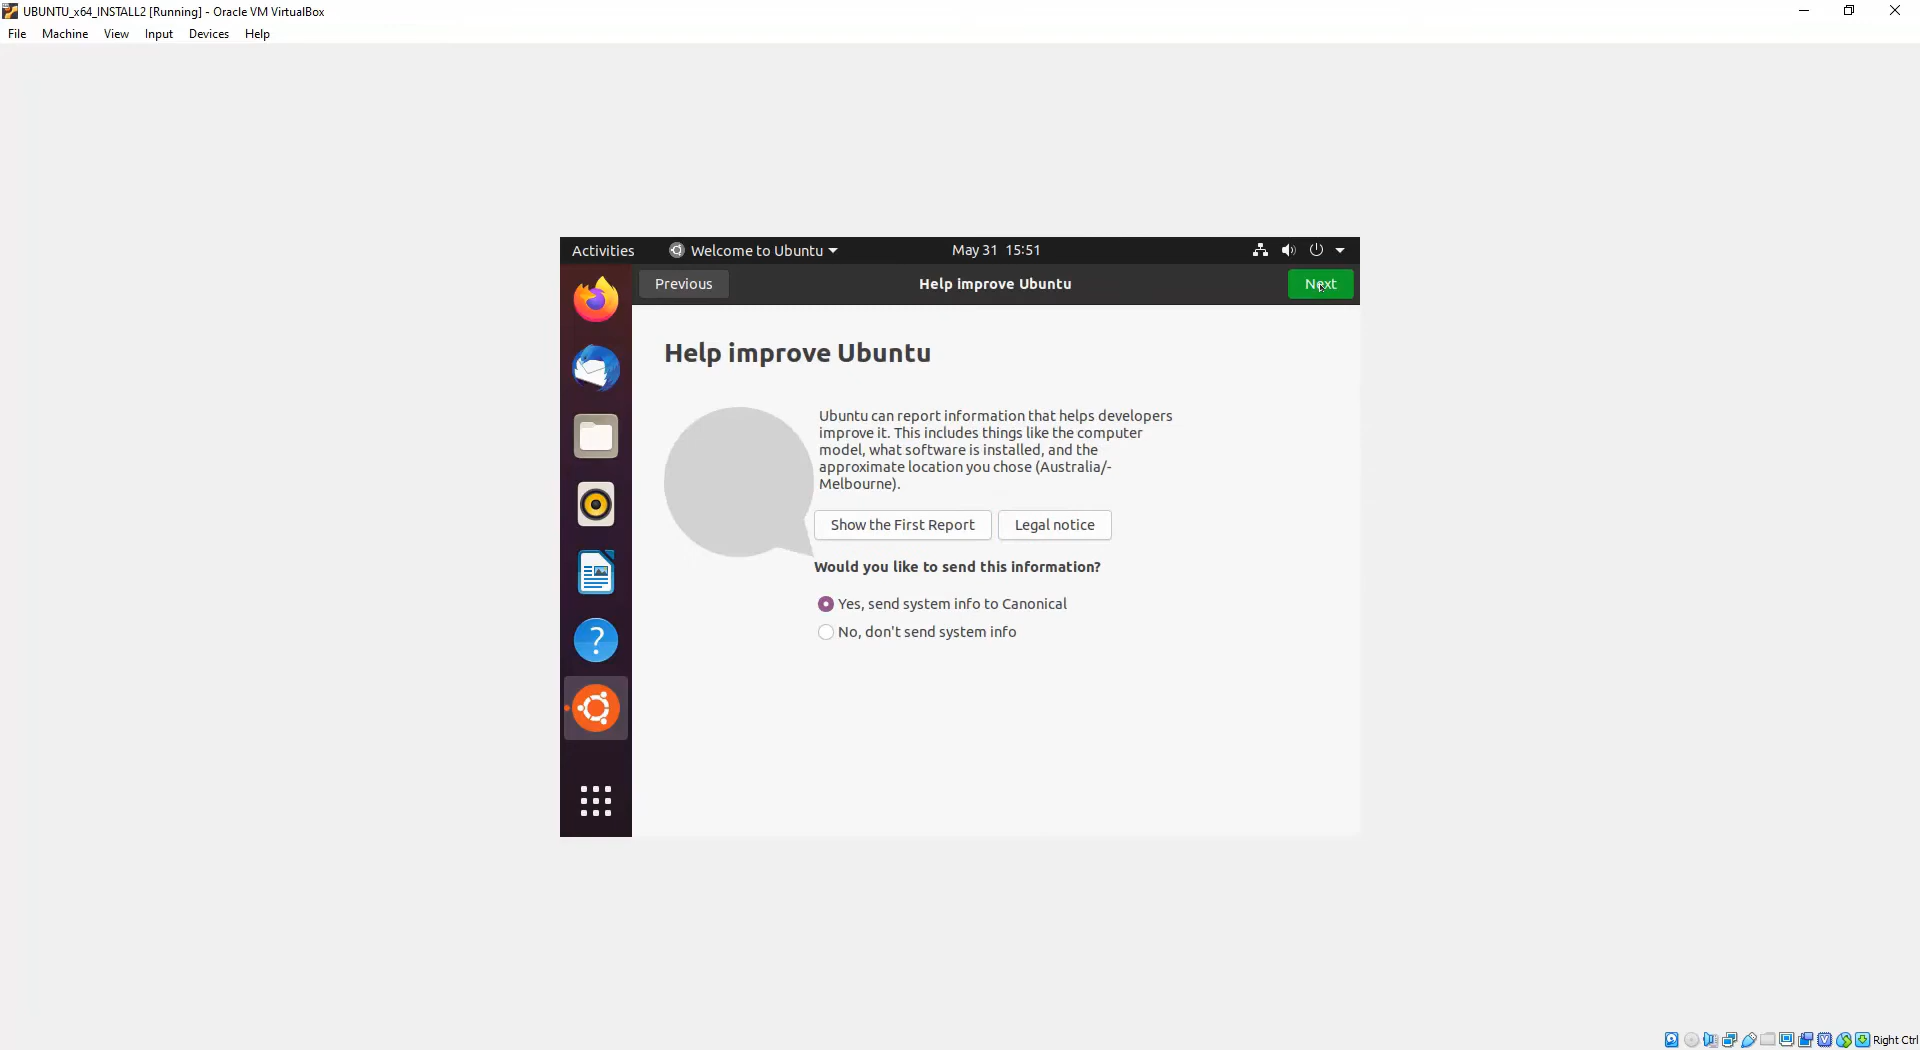 UBUNTU_x64_INSTALL2 [Running] - Oracle VM VirtualBox
File Machine View Input Devices Help
Activities Welcome to Ubuntu May 31 15:51
Previous Help improve Ubuntu Next
Help improve Ubuntu
Ubuntu can report information that helps developers
improve it. This includes things like the computer
model, what software is installed, and the
approximate location you chose (Australia/-
Melbourne).
Show the First Report Legal notice
Would you like to send this information?
Yes, send system info to Canonical
No, don't send system info
Right Ctrl